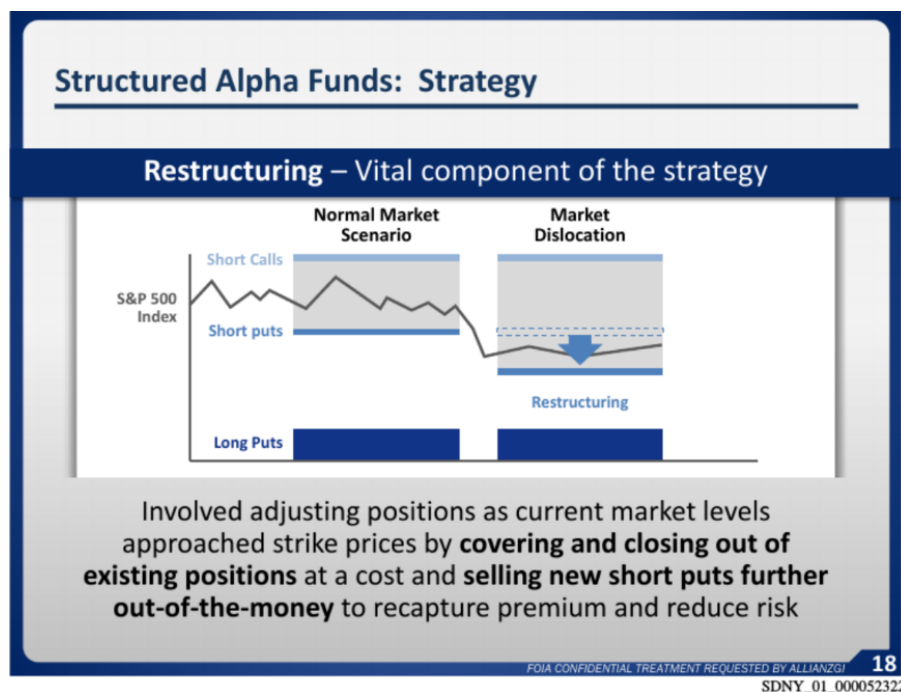 Structured Alpha Funds: Strategy
Restructuring – Vital component of the strategy
Normal Market
Scenario
Market
Dislocation
Short Calls
S&P 500
Index
Short puts
Restructuring
Long Puts
Involved adjusting positions as current market levels
approached strike prices by covering and closing out of
existing positions at a cost and selling new short puts further
out-of-the-money to recapture premium and reduce risk
FOIA CONFIDENTIAL TREATMENT REQUESTED BY ALLIANZGI
18